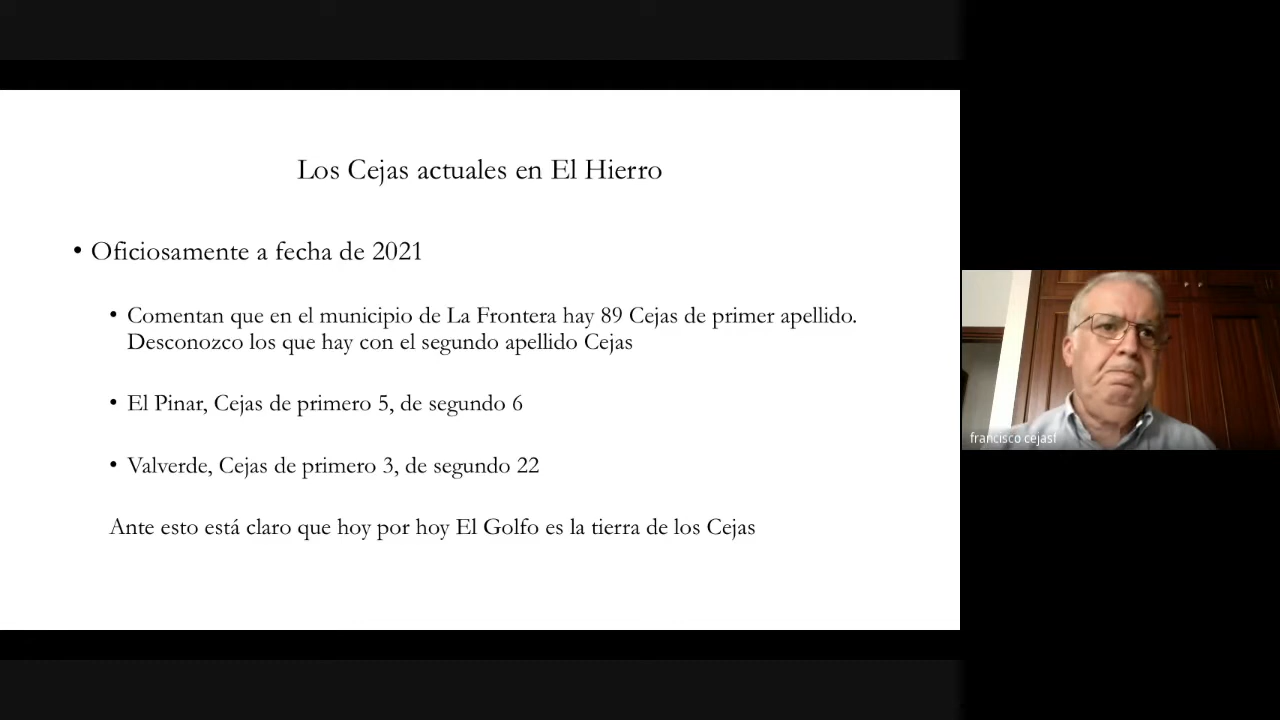 Los Cejas actuales en El Hierro
• Oficiosamente a fecha de 2021
• Comentan que en el municipio de La Frontera hay 89 Cejas de primer apellido.
Desconozco los que hay con el segundo apellido Cejas
• El Pinar, Cejas de primero 5, de segundo 6
• Valverde, Cejas de primero 3, de segundo 22
Ante esto está claro que hoy por hoy El Golfo es la tierra de los Cejas
francisco cejas!